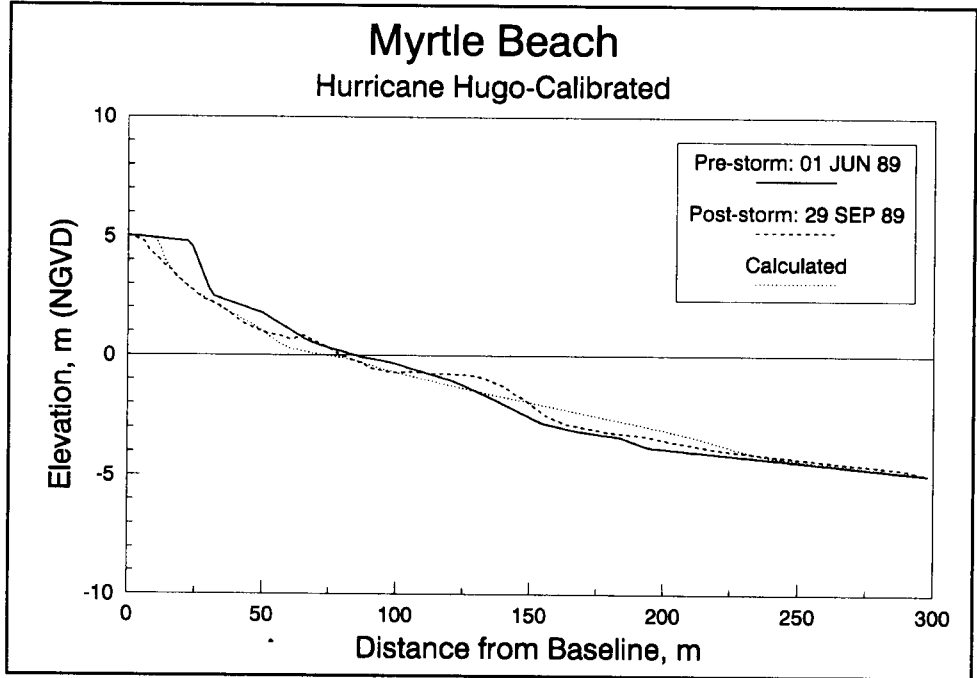 Myrtle Beach
Hurricane Hugo-Calibrated
10
5
0
-5
-10
Elevation, m (NGVD)
Pre-storm: 01 JUN 89
Post-storm: 29 SEP 89
Calculated
0
50
100
150
200
250
300
Distance from Baseline, m